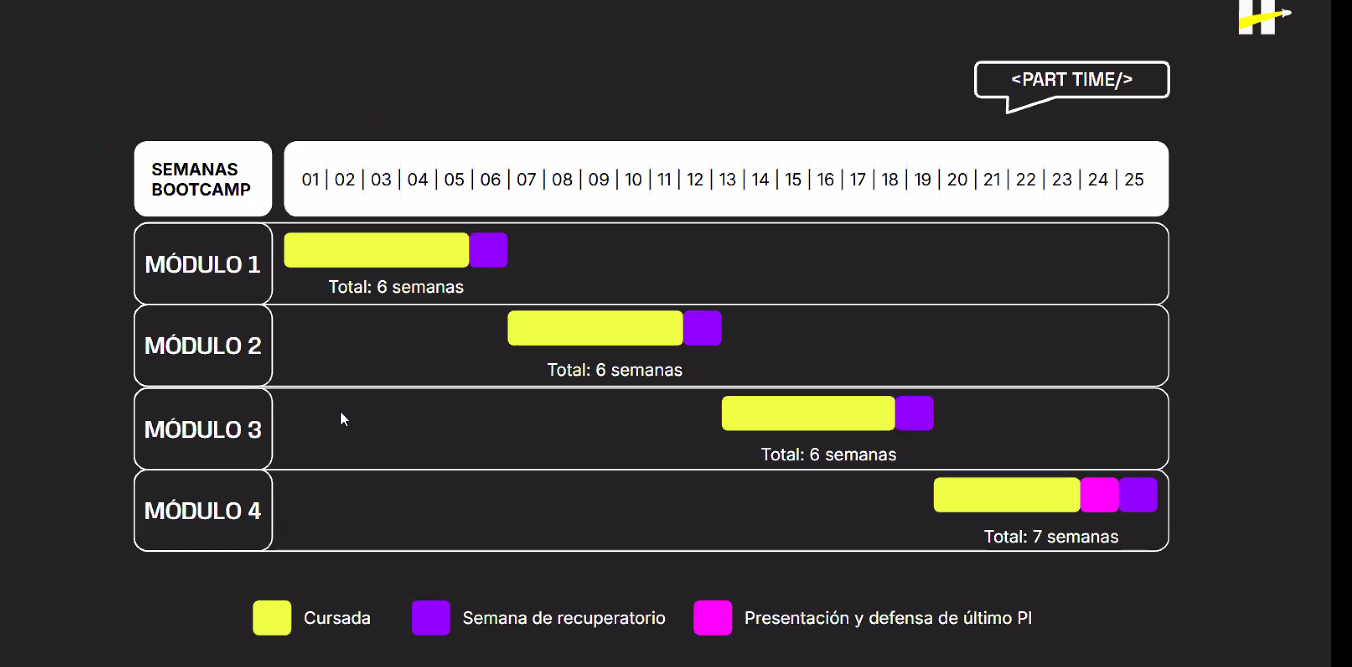 <PART TIME/>
SEMANAS
BOOTCAMP
01 | 02 | 03 | 04 | 05 | 06 | 07 | 08 | 09 | 10 | 11 | 12 | 13 | 14 | 15 | 16 | 17 | 18 | 19 | 20 | 21 | 22 | 23 | 24 | 25
MÓDULO 1
Total: 6 semanas
MÓDULO 2
Total: 6 semanas
MÓDULO 3
Total: 6 semanas
MÓDULO 4
Total: 7 semanas
Cursada
Semana de recuperatorio
Presentación y defensa de último PI